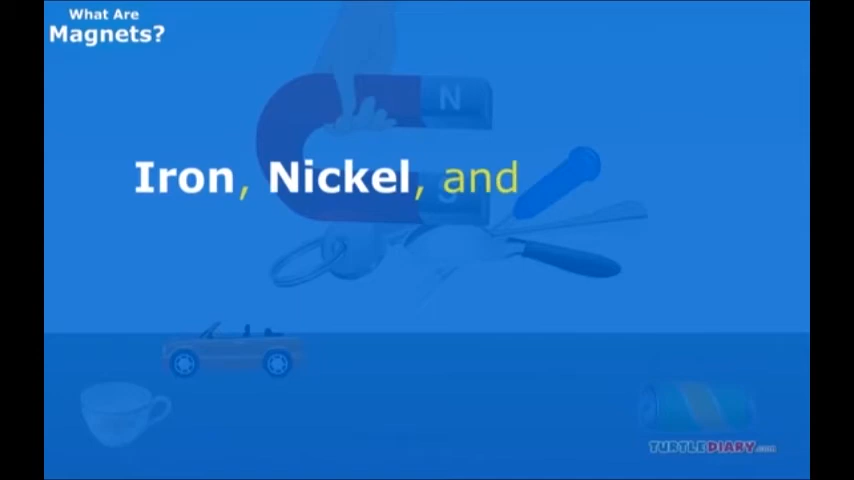 What Are
Magnets?
N
Iron, Nickel, and
S
TURTLEDIARY.com